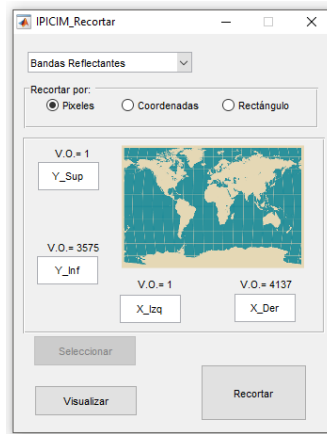 IPICIM_Recortar
Bandas Reflectantes
Recortar por:
Pixeles
Coordenadas
Rectángulo
V.O.= 1
Y_Sup
V.O.= 3575
Y_Inf
V.O.= 1
X_Izq
V.O.= 4137
X_Der
Seleccionar
Visualizar
Recortar